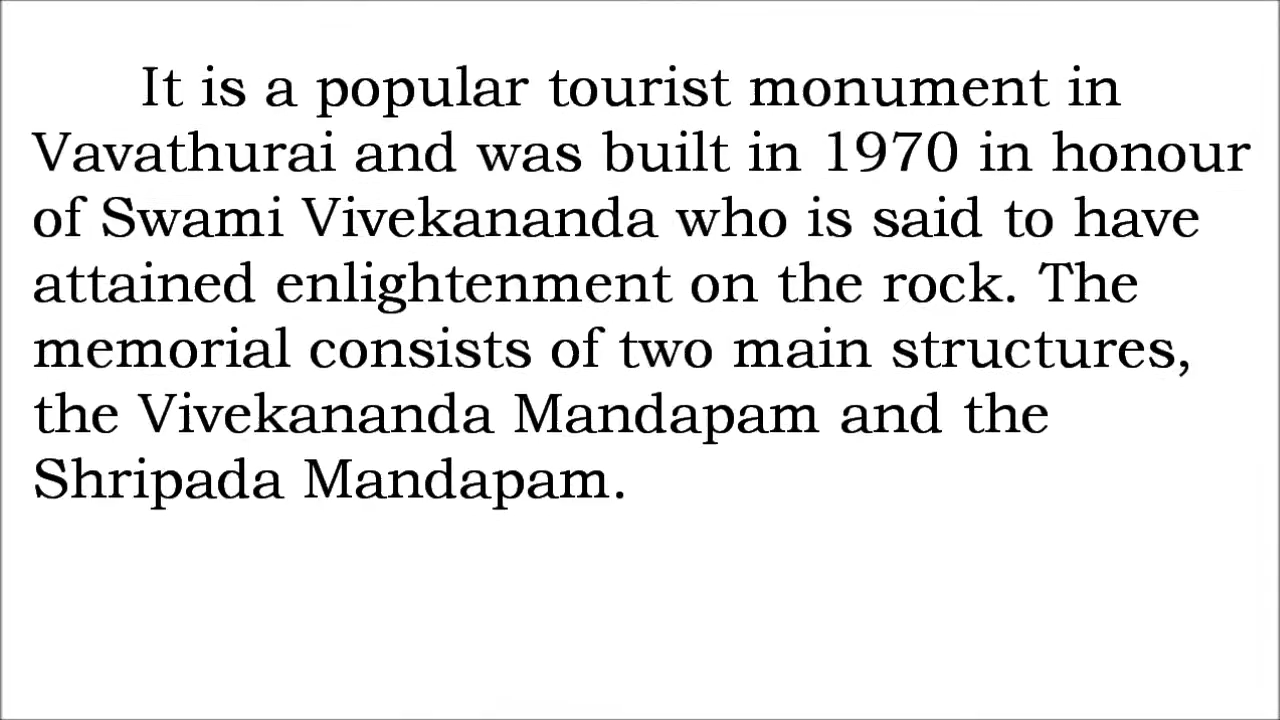 It is a popular tourist monument in
Vavathurai and was built in 1970 in honour
of Swami Vivekananda who is said to have
attained enlightenment on the rock. The
memorial consists of two main structures,
the Vivekananda Mandapam and the
Shripada Mandapam.